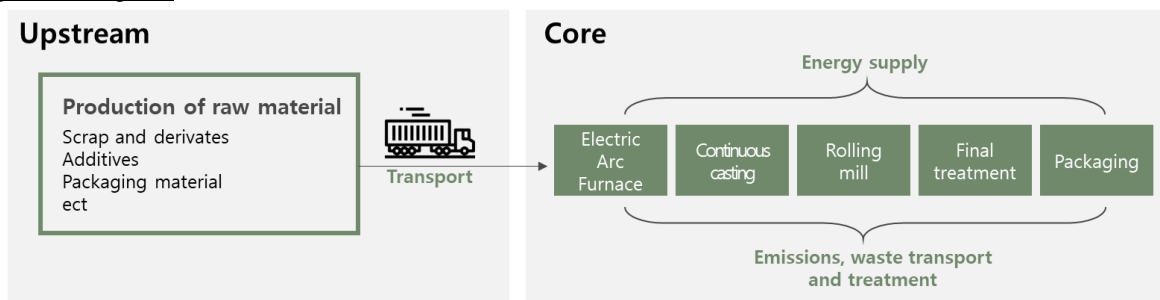 Upstream
Production of raw material
Scrap and derivates
Additives
Packaging material
ect
Transport
Core
Energy supply
Electric
Arc
Furnace
Continuous
casting
Rolling
mill
Final
treatment
Packaging
Emissions, waste transport
and treatment